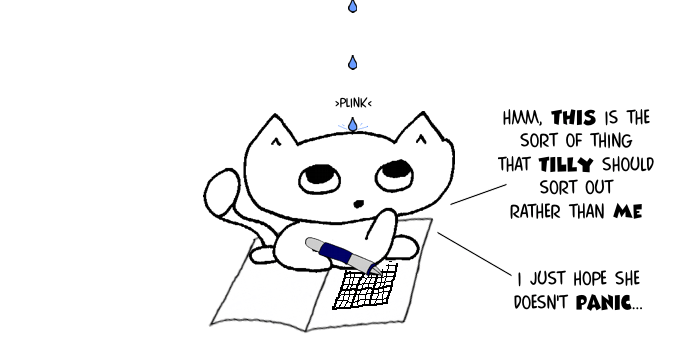 >PLINK<
HMM, THIS IS THE
SORT OF THING
THAT TILLY SHOULD
SORT OUT
RATHER THAN ME
I JUST HOPE SHE
DOESN'T PANIC...